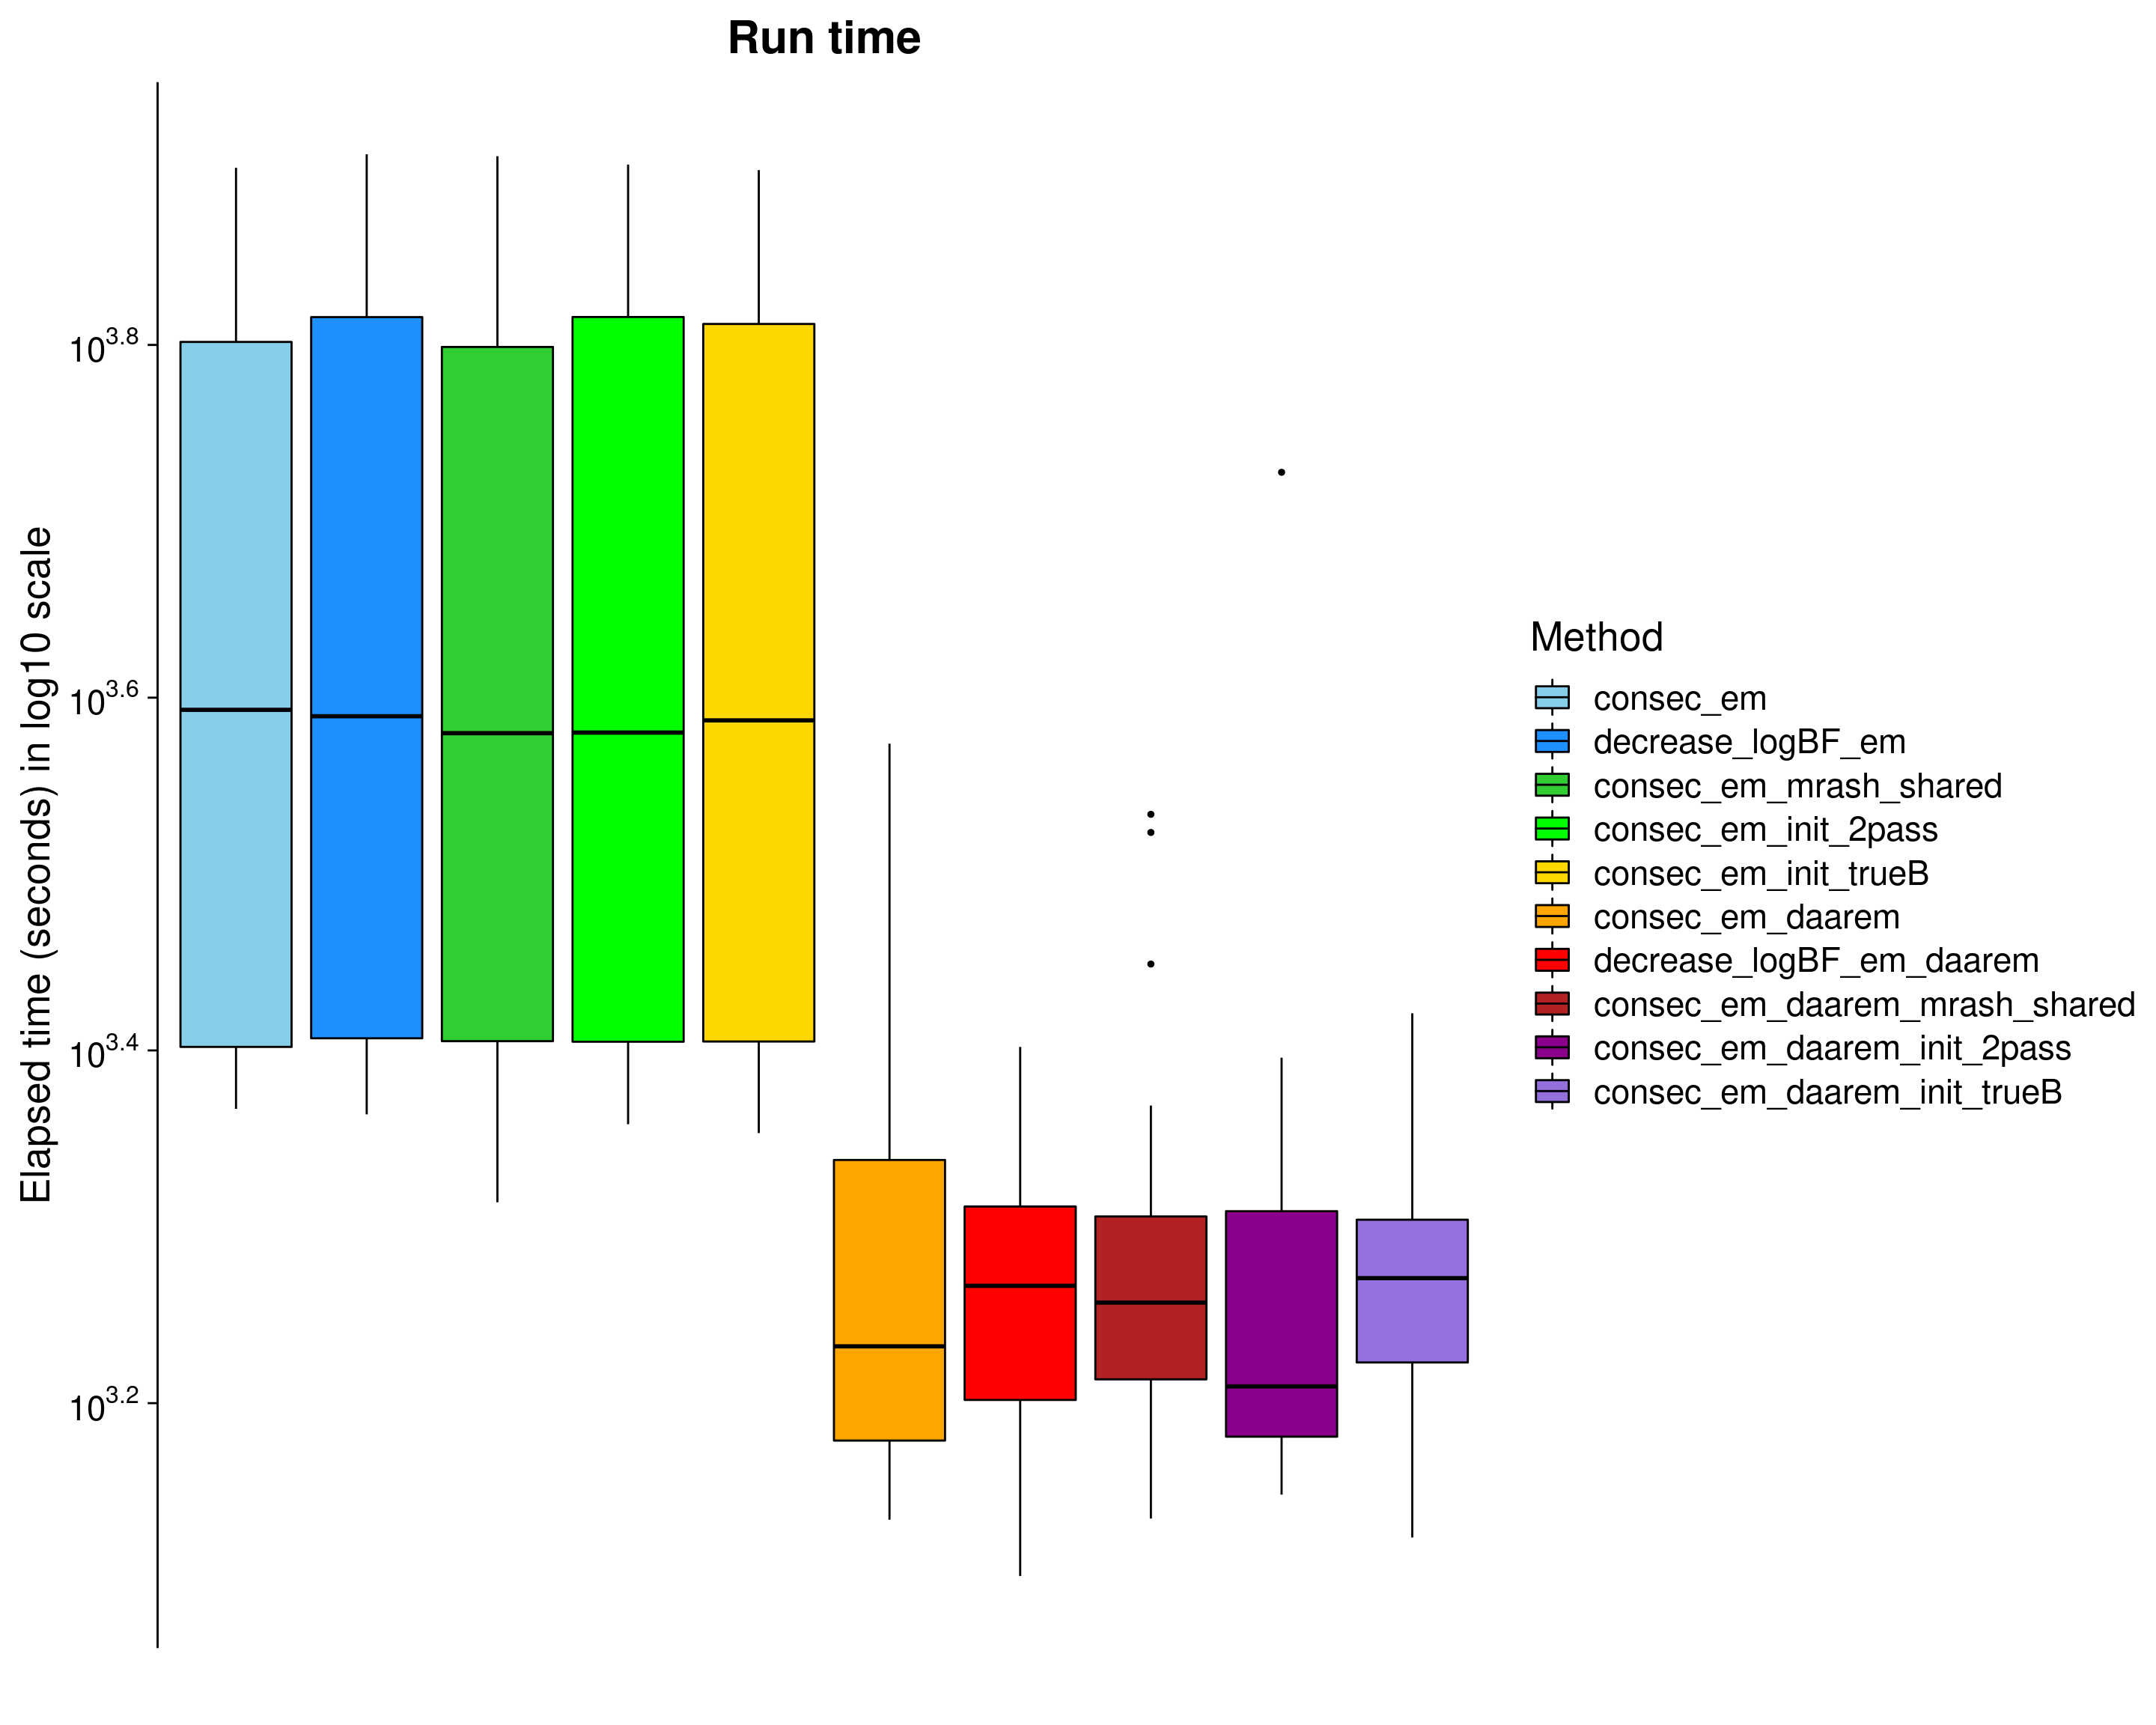 Run time
Elapsed time (seconds) in log10 scale
10^3.8
10^3.6
10^3.4
10^3.2
Method
consec_em
decrease_logBF_em
consec_em_mrash_shared
consec_em_init_2pass
consec_em_init_trueB
consec_em_daarem
decrease_logBF_em_daarem
consec_em_daarem_mrash_shared
consec_em_daarem_init_2pass
consec_em_daarem_init_trueB